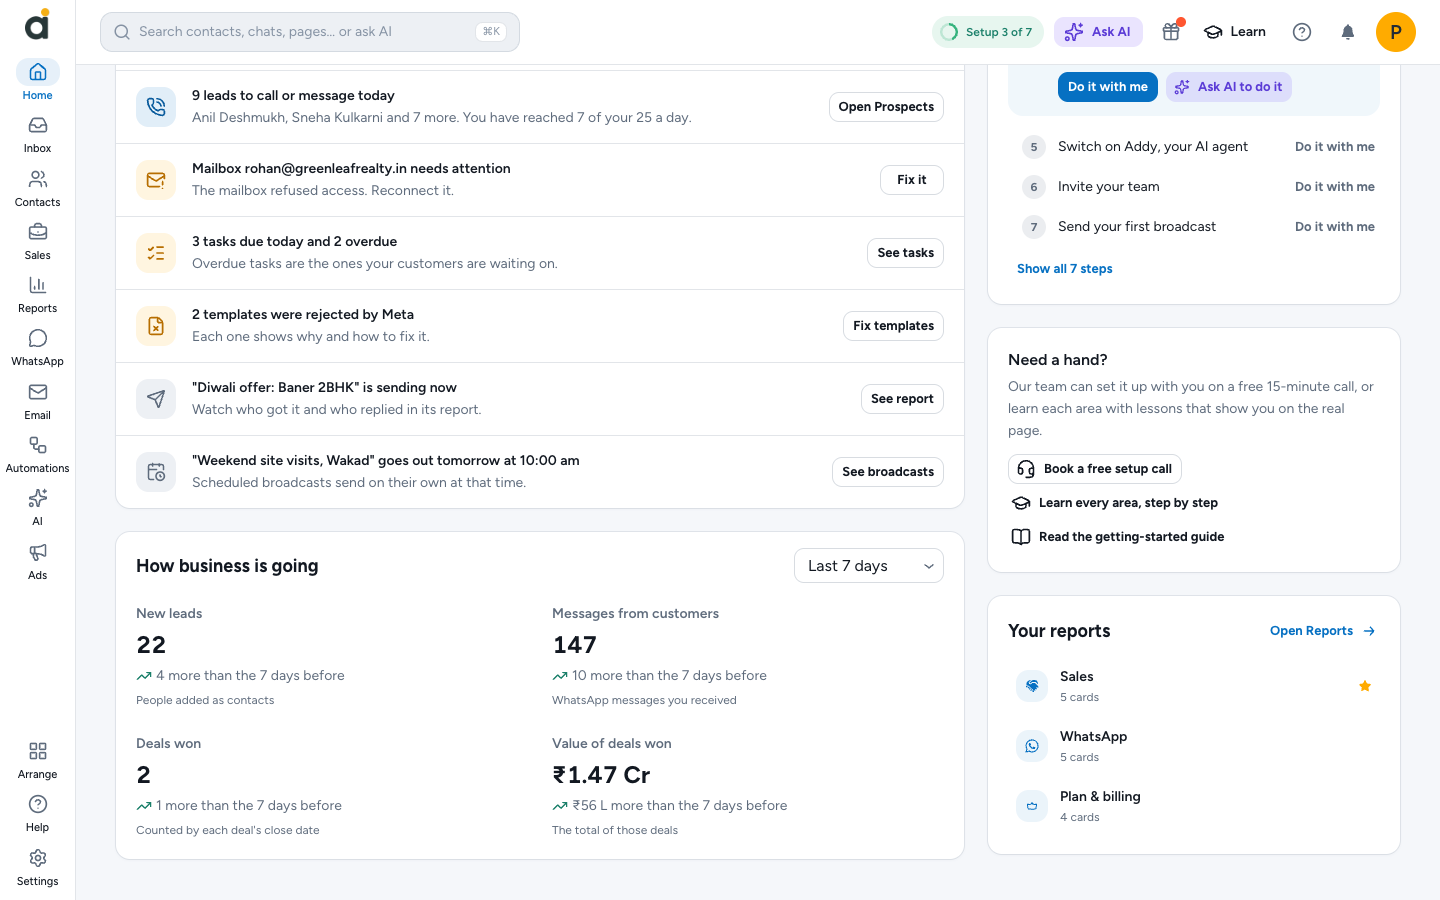 a
Search contacts, chats, pages... or ask AI
⌘K
Setup 3 of 7
Ask AI
Learn
P
Home
Inbox
Contacts
Sales
Reports
WhatsApp
Email
Automations
AI
Ads
Arrange
Help
Settings
9 leads to call or message today
Anil Deshmukh, Sneha Kulkarni and 7 more. You have reached 7 of your 25 a day.
Open Prospects
Mailbox rohan@greenleafrealty.in needs attention
The mailbox refused access. Reconnect it.
Fix it
3 tasks due today and 2 overdue
Overdue tasks are the ones your customers are waiting on.
See tasks
2 templates were rejected by Meta
Each one shows why and how to fix it.
Fix templates
"Diwali offer: Baner 2BHK" is sending now
Watch who got it and who replied in its report.
See report
"Weekend site visits, Wakad" goes out tomorrow at 10:00 am
Scheduled broadcasts send on their own at that time.
See broadcasts
How business is going
Last 7 days
New leads
22
4 more than the 7 days before
People added as contacts
Messages from customers
147
10 more than the 7 days before
WhatsApp messages you received
Deals won
2
1 more than the 7 days before
Counted by each deal's close date
Value of deals won
₹1.47 Cr
₹56 L more than the 7 days before
The total of those deals
Do it with me
Ask AI to do it
5 Switch on Addy, your AI agent Do it with me
6 Invite your team Do it with me
7 Send your first broadcast Do it with me
Show all 7 steps
Need a hand?
Our team can set it up with you on a free 15-minute call, or
learn each area with lessons that show you on the real
page.
Book a free setup call
Learn every area, step by step
Read the getting-started guide
Your reports
Open Reports
Sales
5 cards
WhatsApp
5 cards
Plan & billing
4 cards